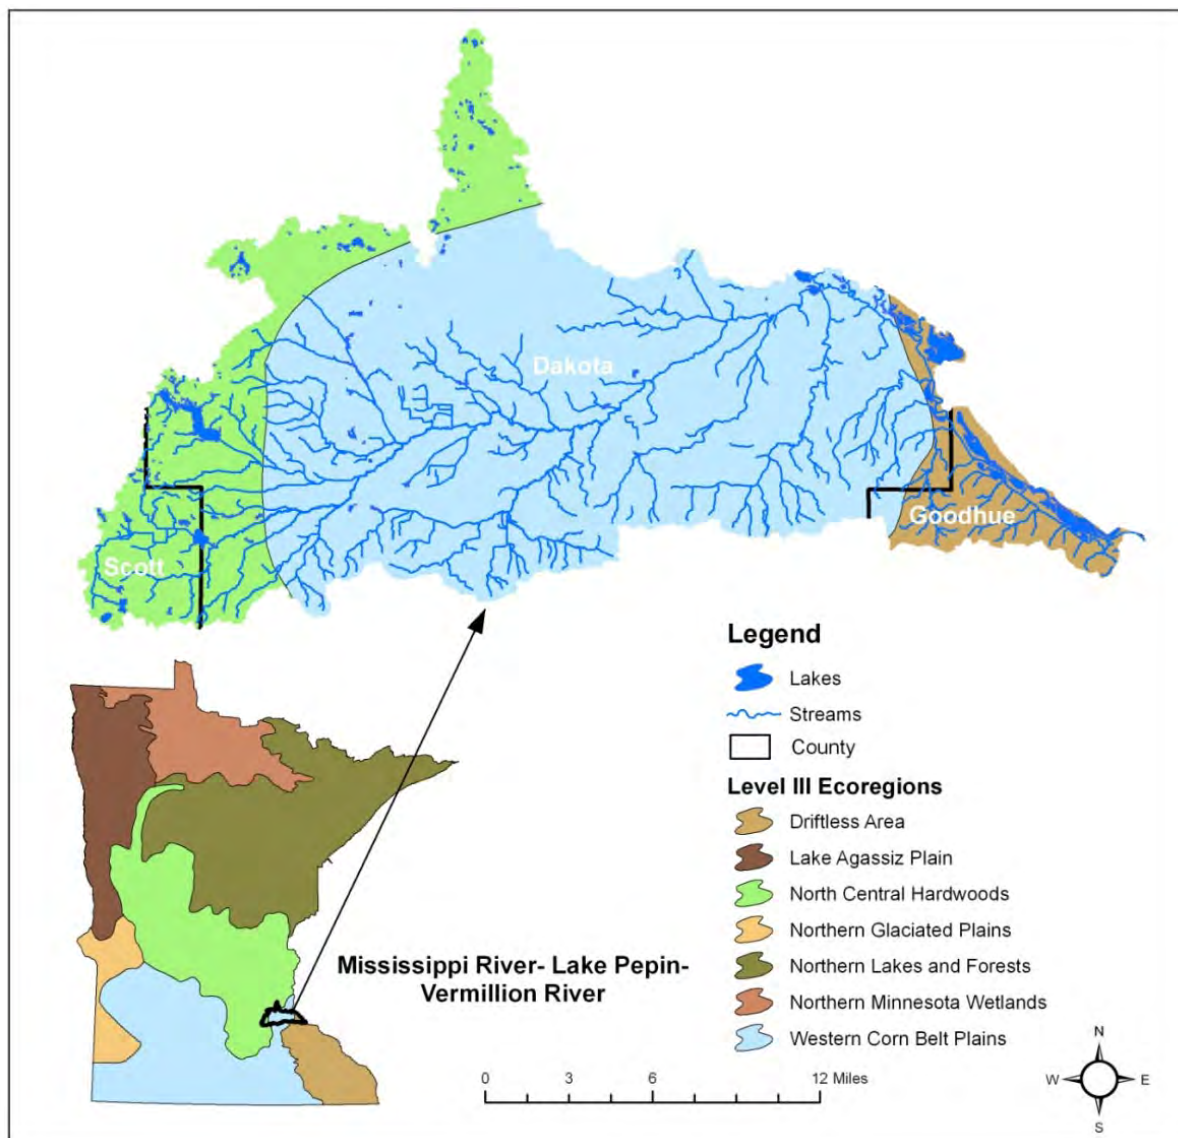 Dakota
Goodhue
Scott
Legend
Lakes
Streams
County
Level III Ecoregions
Driftless Area
Lake Agassiz Plain
North Central Hardwoods
Northern Glaciated Plains
Northern Lakes and Forests
Northern Minnesota Wetlands
Western Corn Belt Plains
Mississippi River- Lake Pepin-
Vermillion River
0 3 6 12 Miles
N
W E
S